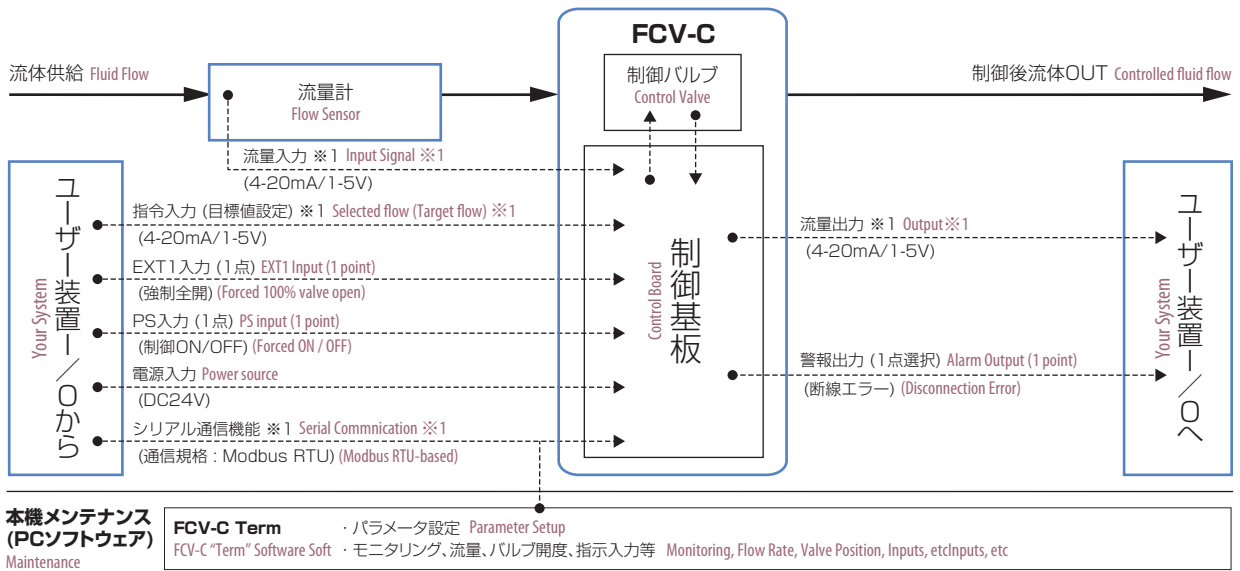 FCV-C
流体供給 Fluid Flow
流量計
Flow Sensor
制御バルブ
Control Valve
制御後流体OUT Controlled fluid flow
流量入力 ※1 Input Signal ※1
(4-20mA/1-5V)
ユーザー装置I/Oから
Your System
指令入力 (目標値設定) ※1 Selected flow (Target flow) ※1
(4-20mA/1-5V)
EXT1入力 (1点) EXT1 Input (1 point)
(強制全開) (Forced 100% valve open)
PS入力 (1点) PS input (1 point)
(制御ON/OFF) (Forced ON / OFF)
電源入力 Power source
(DC24V)
シリアル通信機能 ※1 Serial Commnication ※1
(通信規格 : Modbus RTU) (Modbus RTU-based)
制御基板
Control Board
流量出力 ※1 Output※1
(4-20mA/1-5V)
警報出力 (1点選択) Alarm Output (1 point)
(断線エラー) (Disconnection Error)
ユーザー装置I/Oへ
Your System
本機メンテナンス
(PCソフトウェア)
Maintenance
FCV-C Term ・パラメータ設定 Parameter Setup
FCV-C “Term” Software Soft ・モニタリング、流量、バルブ開度、指示入力等 Monitoring, Flow Rate, Valve Position, Inputs, etcInputs, etc